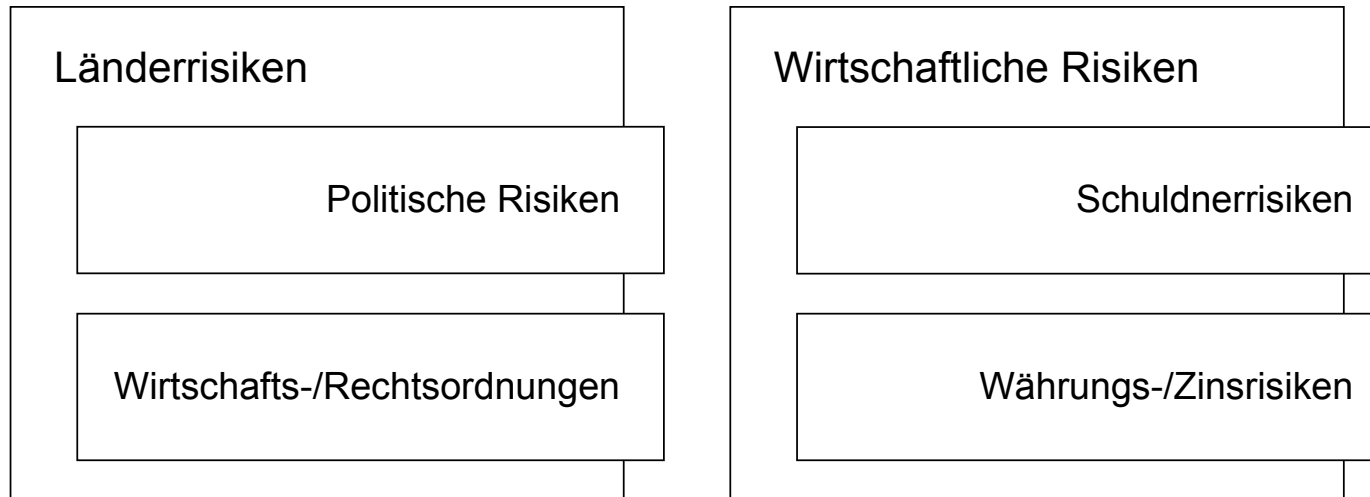 Länderrisiken
Politische Risiken
Wirtschafts-/Rechtsordnungen
Wirtschaftliche Risiken
Schuldnerrisiken
Währungs-/Zinsrisiken